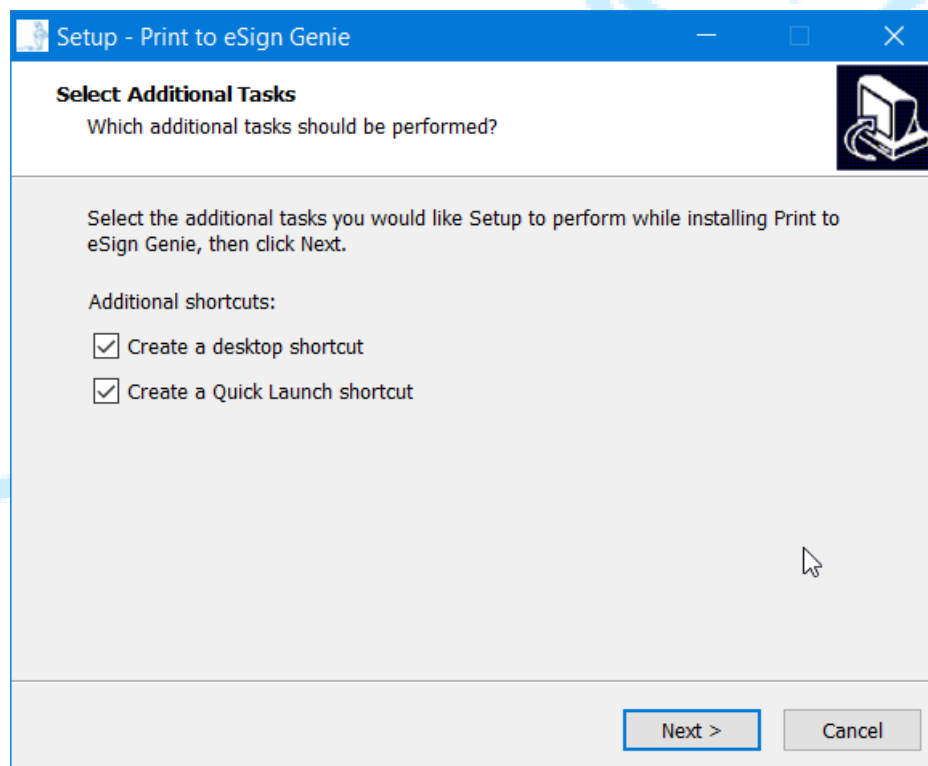 Setup - Print to eSign Genie
Select Additional Tasks
Which additional tasks should be performed?
Select the additional tasks you would like Setup to perform while installing Print to
eSign Genie, then click Next.
Additional shortcuts:
Create a desktop shortcut
Create a Quick Launch shortcut
Next >
Cancel